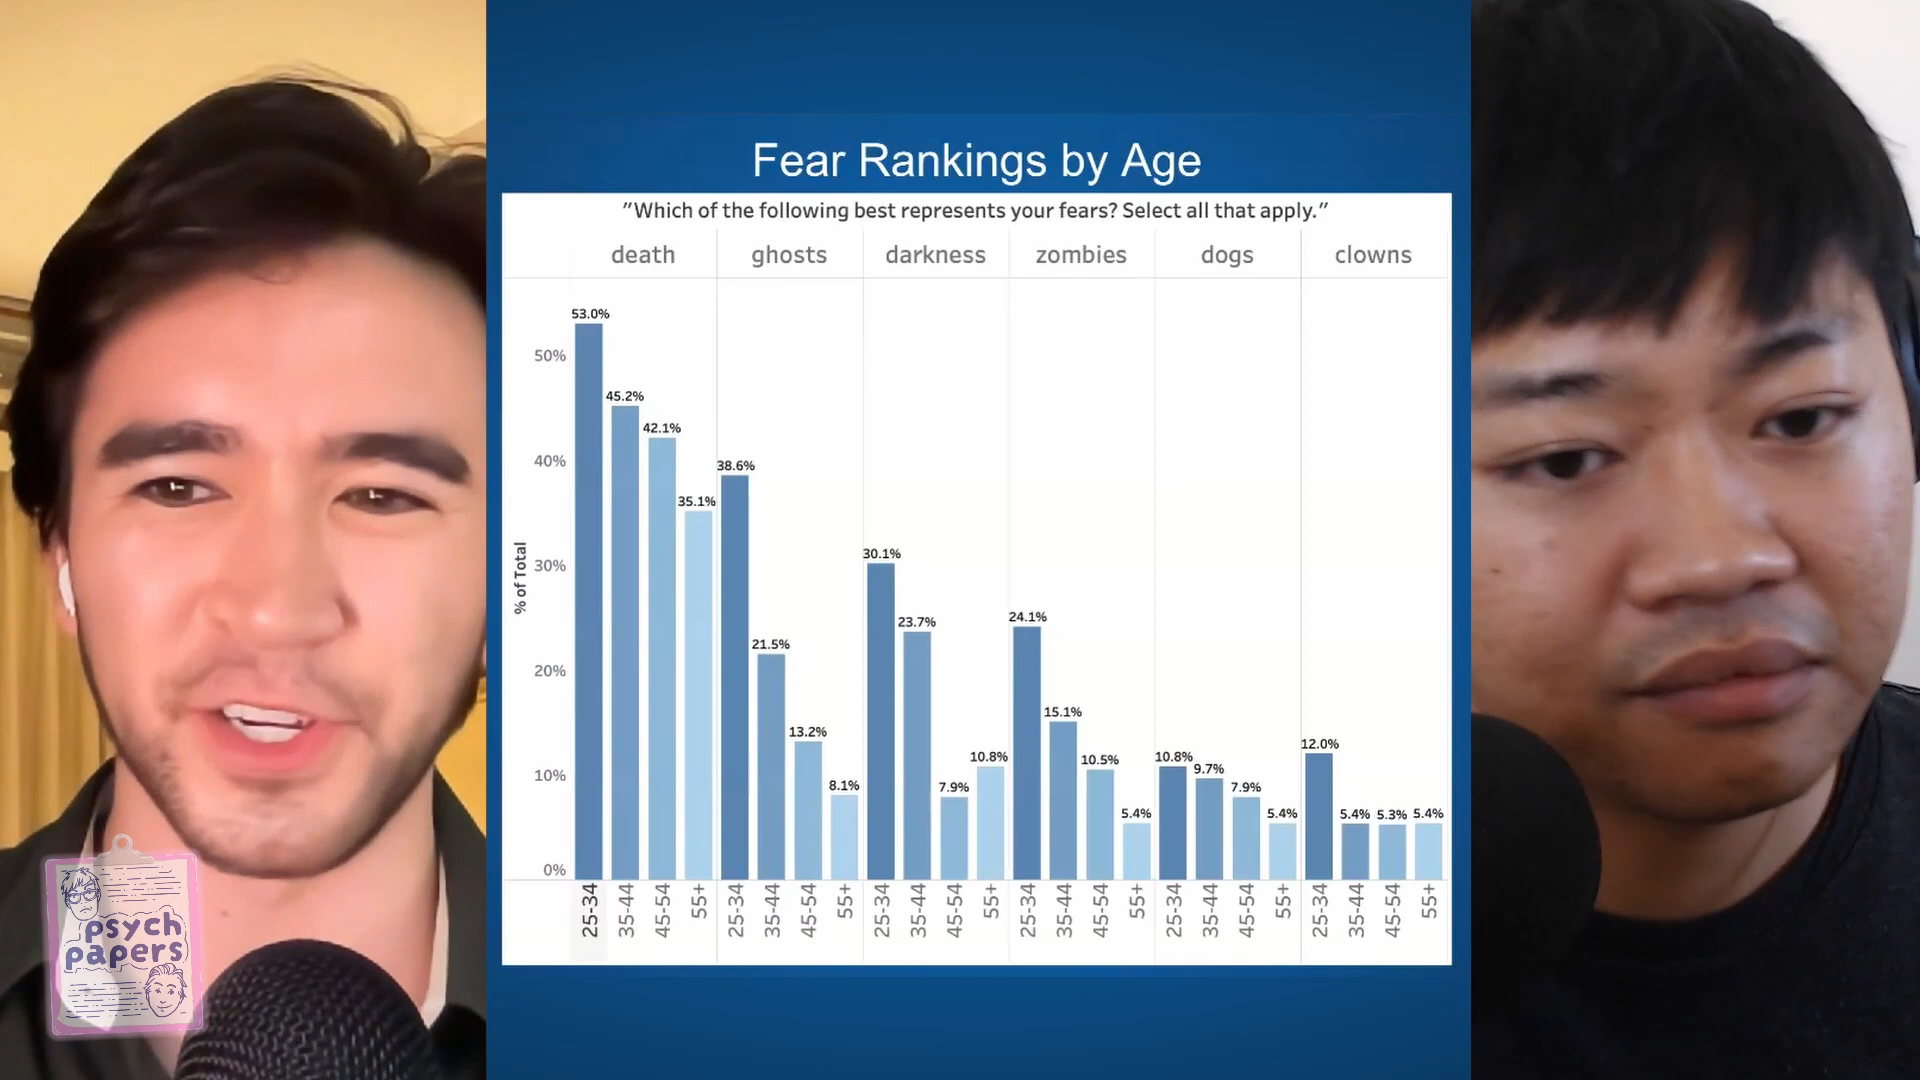 Fear Rankings by Age
"Which of the following best represents your fears? Select all that apply."
death ghosts darkness zombies dogs clowns
% of Total
50%
40%
30%
20%
10%
0%
53.0% 45.2% 42.1% 35.1%
38.6% 21.5% 13.2% 8.1%
30.1% 23.7% 7.9% 10.8%
24.1% 15.1% 10.5% 5.4%
10.8% 9.7% 7.9% 5.4%
12.0% 5.4% 5.3% 5.4%
25-34 35-44 45-54 55+ 25-34 35-44 45-54 55+ 25-34 35-44 45-54 55+ 25-34 35-44 45-54 55+ 25-34 35-44 45-54 55+ 25-34 35-44 45-54 55+
psych
papers